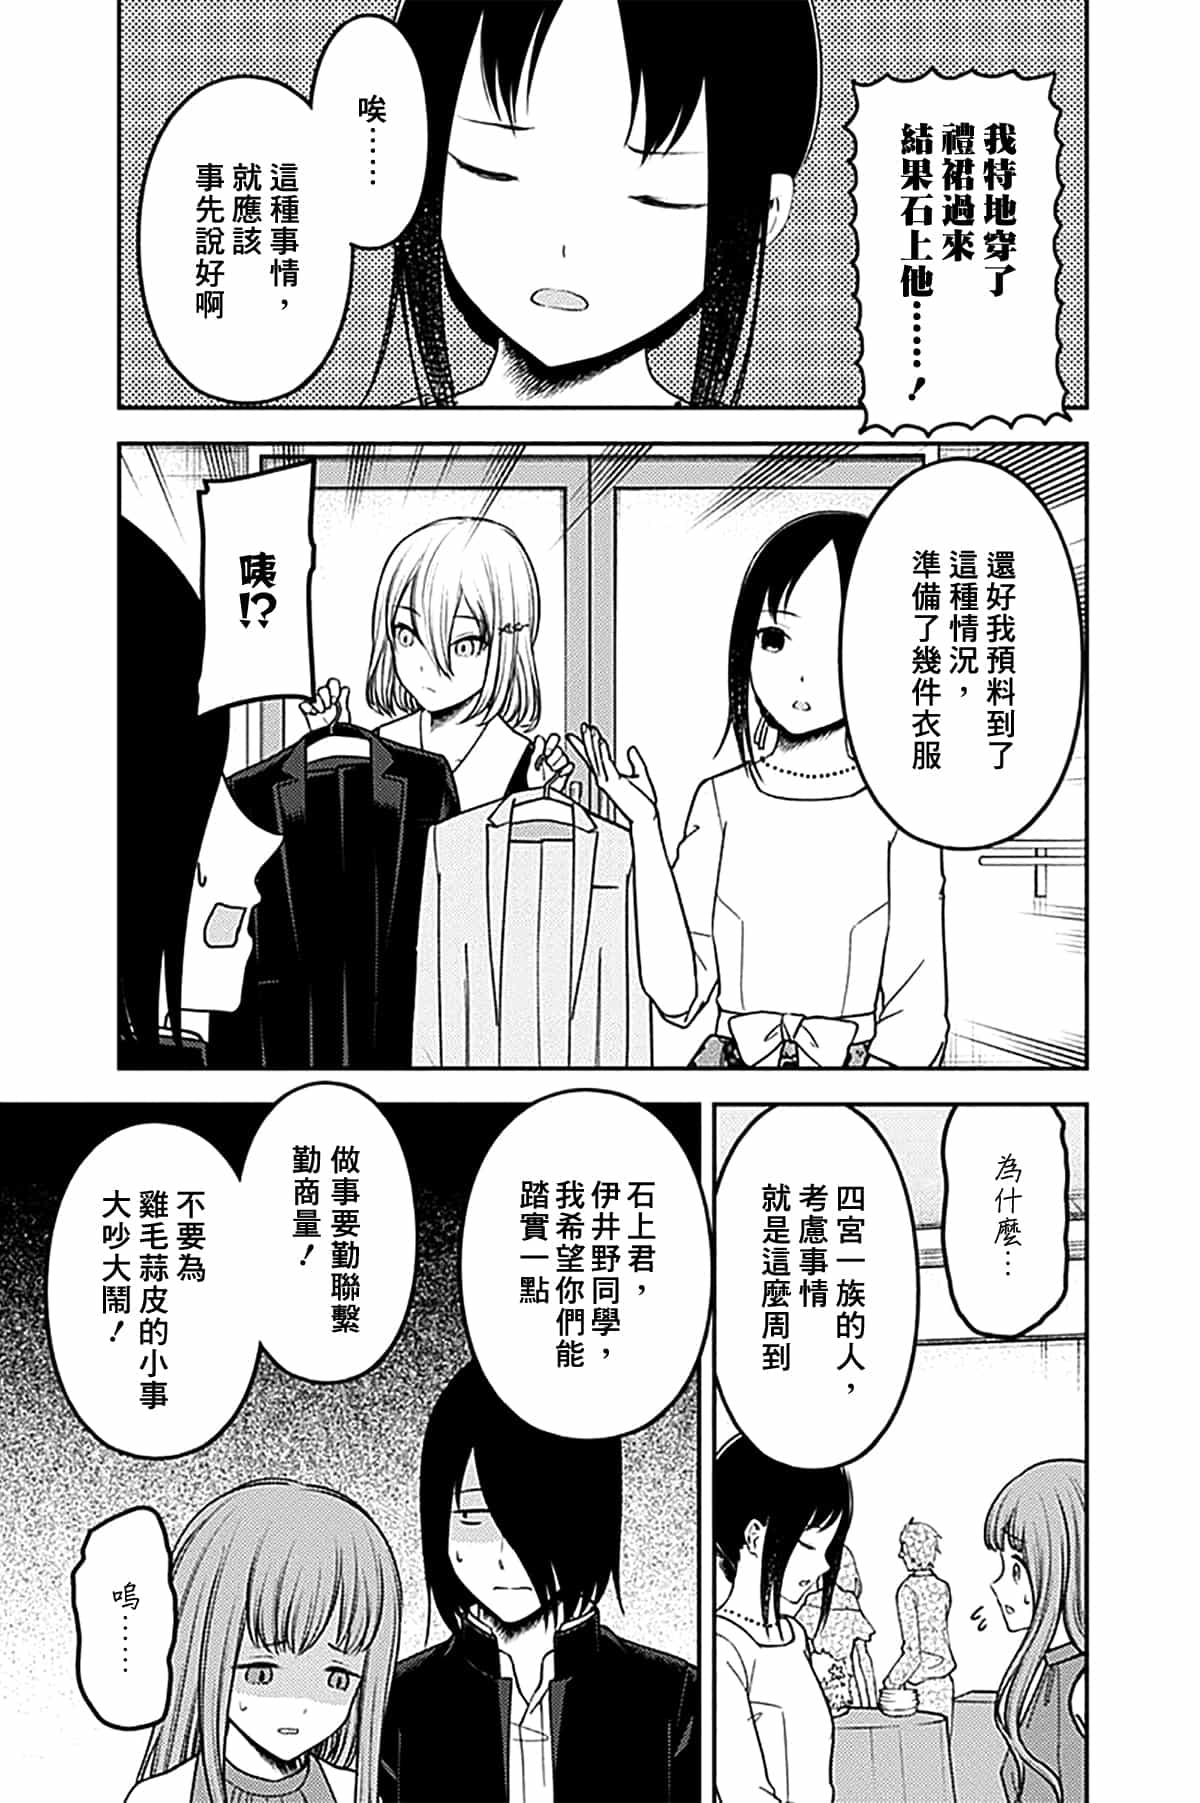 我特地穿了
禮裙過來
結果石上他……！
唉……
這種事情，
就應該
事先說好啊
還好我預料到了
這種情況，
準備了幾件衣服
咦!?
為什麼…
四宮一族的人，
考慮事情
就是這麼周到
石上君，
伊井野同學，
我希望你們能
踏實一點
做事要勤聯繫
勤商量！
不要為
雞毛蒜皮的小事
大吵大鬧！
嗚……